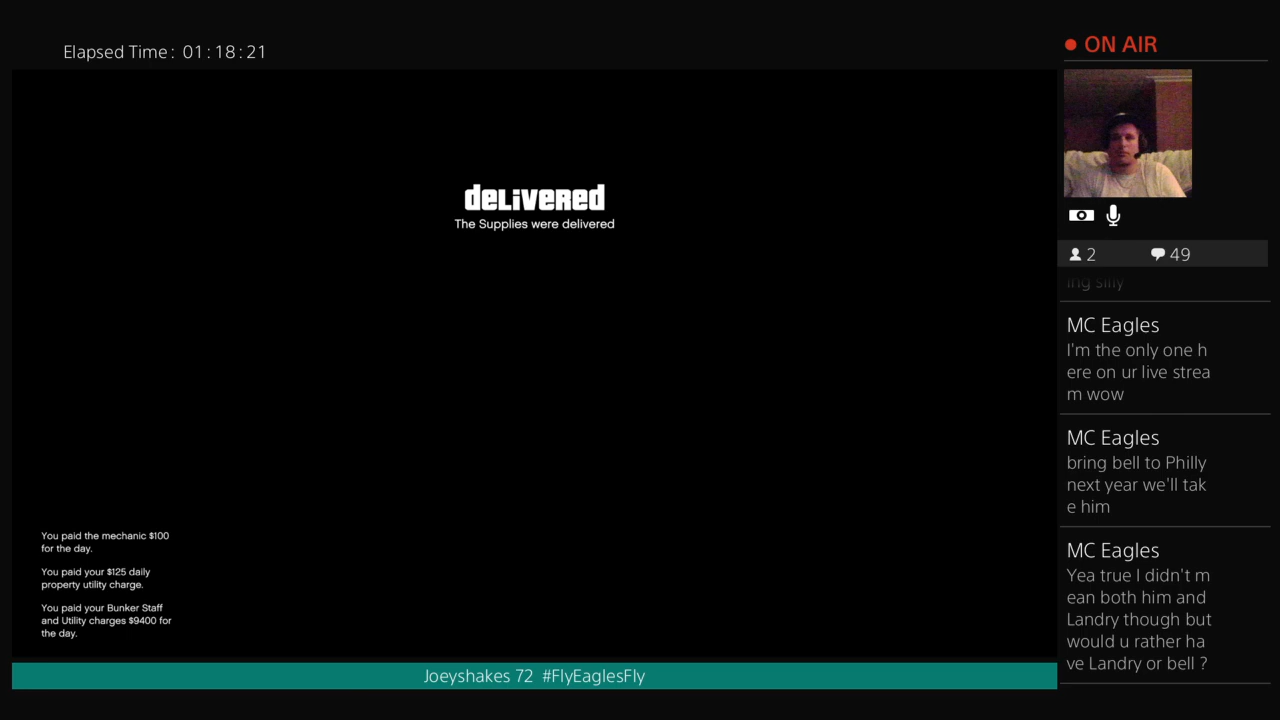 Elapsed Time: 01:18:21
ON AIR
delivered
The Supplies were delivered
2
49
ing silly
MC Eagles
I'm the only one h
ere on ur live strea
m wow
MC Eagles
bring bell to Philly
next year we'll tak
e him
MC Eagles
Yea true I didn't m
ean both him and
Landry though but
would u rather ha
ve Landry or bell ?
You paid the mechanic $100
for the day.
You paid your $125 daily
property utility charge.
You paid your Bunker Staff
and Utility charges $9400 for
the day.
Joeyshakes 72 #FlyEaglesFly